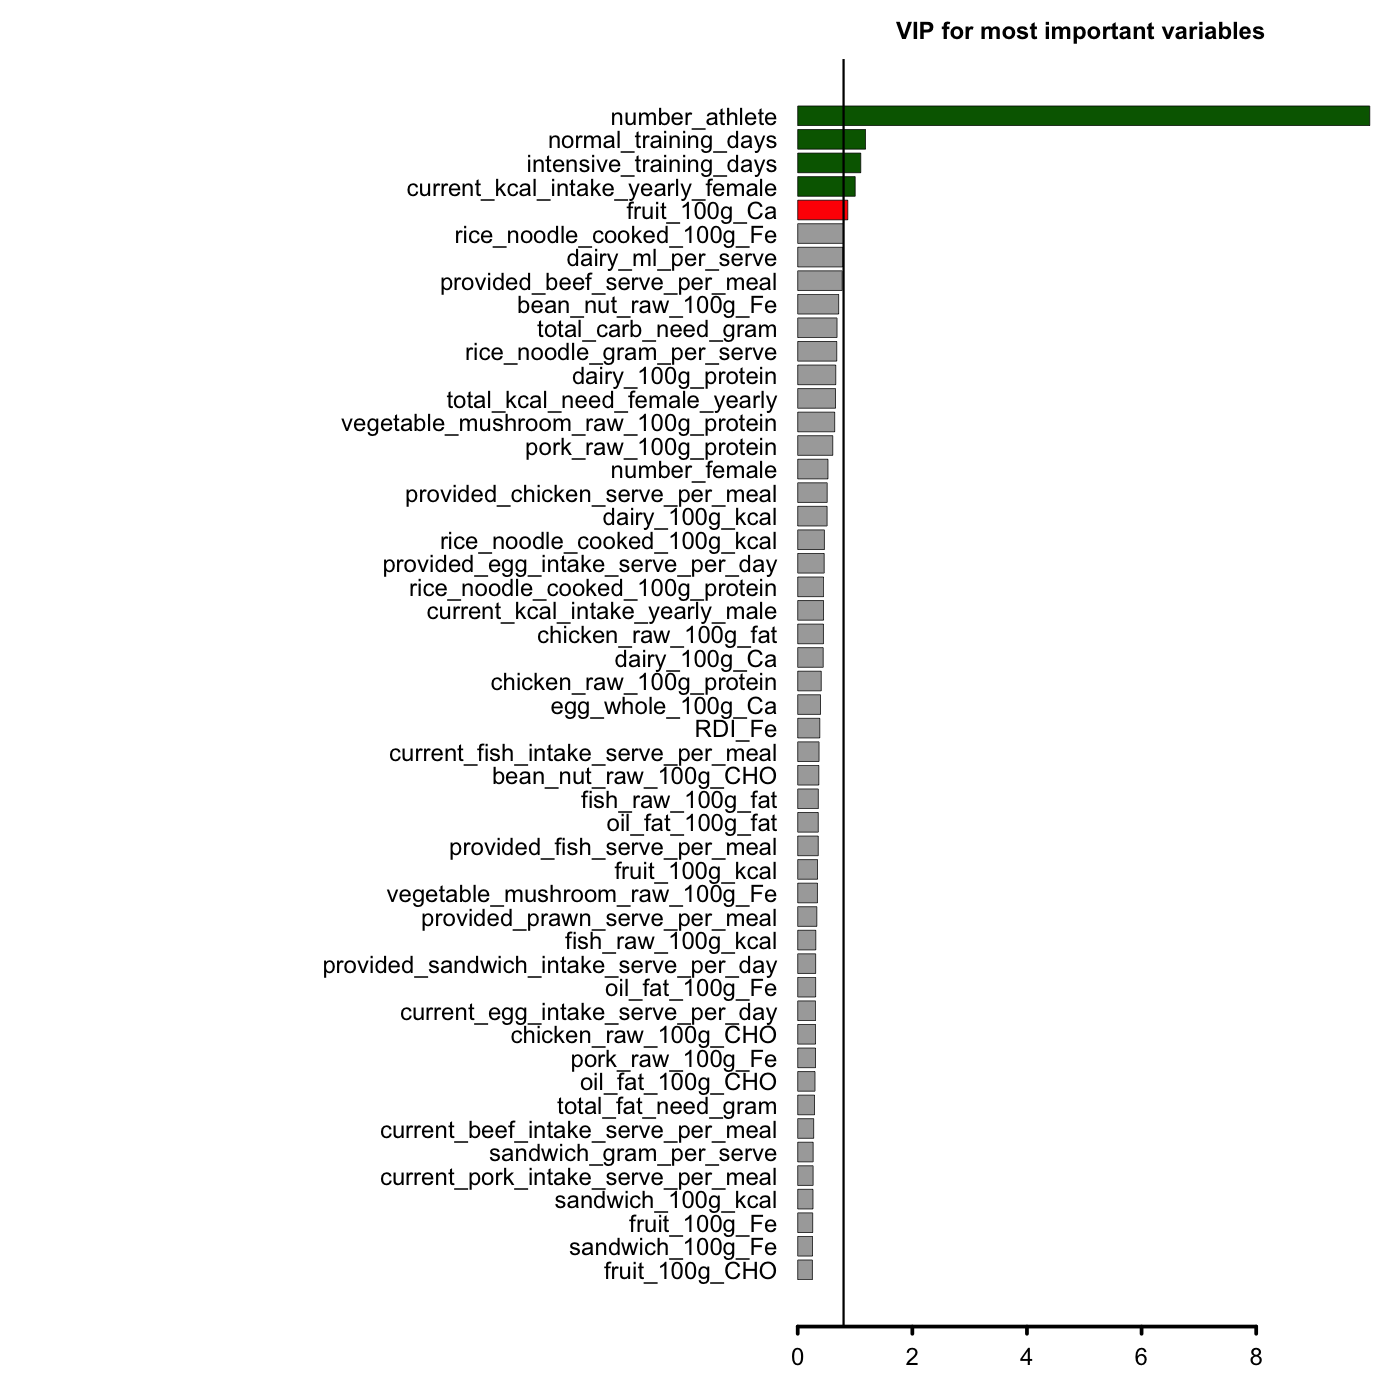 VIP for most important variables
number_athlete
normal_training_days
intensive_training_days
current_kcal_intake_yearly_female
fruit_100g_Ca
rice_noodle_cooked_100g_Fe
dairy_ml_per_serve
provided_beef_serve_per_meal
bean_nut_raw_100g_Fe
total_carb_need_gram
rice_noodle_gram_per_serve
dairy_100g_protein
total_kcal_need_female_yearly
vegetable_mushroom_raw_100g_protein
pork_raw_100g_protein
number_female
provided_chicken_serve_per_meal
dairy_100g_kcal
rice_noodle_cooked_100g_kcal
provided_egg_intake_serve_per_day
rice_noodle_cooked_100g_protein
current_kcal_intake_yearly_male
chicken_raw_100g_fat
dairy_100g_Ca
chicken_raw_100g_protein
egg_whole_100g_Ca
RDI_Fe
current_fish_intake_serve_per_meal
bean_nut_raw_100g_CHO
fish_raw_100g_fat
oil_fat_100g_fat
provided_fish_serve_per_meal
fruit_100g_kcal
vegetable_mushroom_raw_100g_Fe
provided_prawn_serve_per_meal
fish_raw_100g_kcal
provided_sandwich_intake_serve_per_day
oil_fat_100g_Fe
current_egg_intake_serve_per_day
chicken_raw_100g_CHO
pork_raw_100g_Fe
oil_fat_100g_CHO
total_fat_need_gram
current_beef_intake_serve_per_meal
sandwich_gram_per_serve
current_pork_intake_serve_per_meal
sandwich_100g_kcal
fruit_100g_Fe
sandwich_100g_Fe
fruit_100g_CHO
0 2 4 6 8